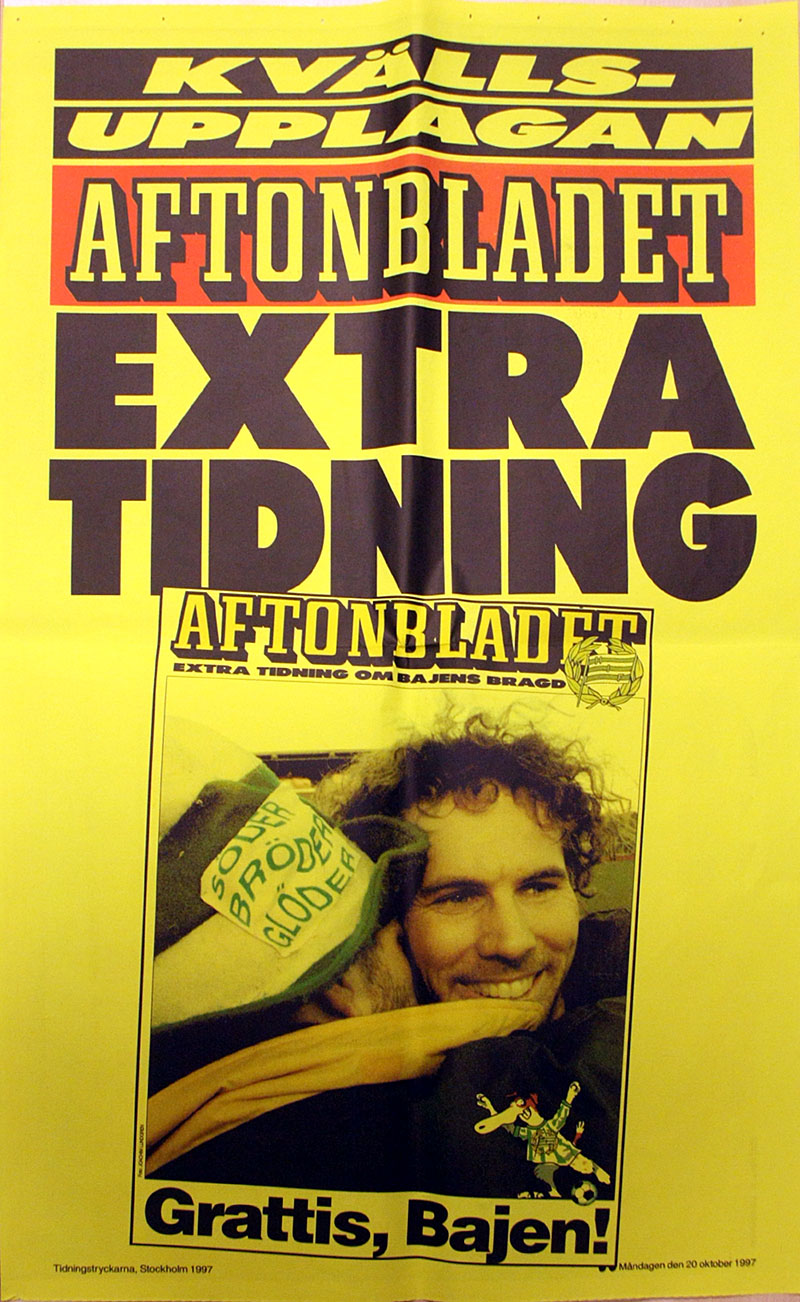 KVÄLLS-
UPPLAGAN
AFTONBLADET
EXTRA
TIDNING
AFTONBLADET
EXTRA TIDNING OM BAJENS BRAGD
HIF
SÖDER
BRÖDER
GLÖDER
Grattis, Bajen!
Tidningstryckarna, Stockholm 1997
Måndagen den 20 oktober 1997